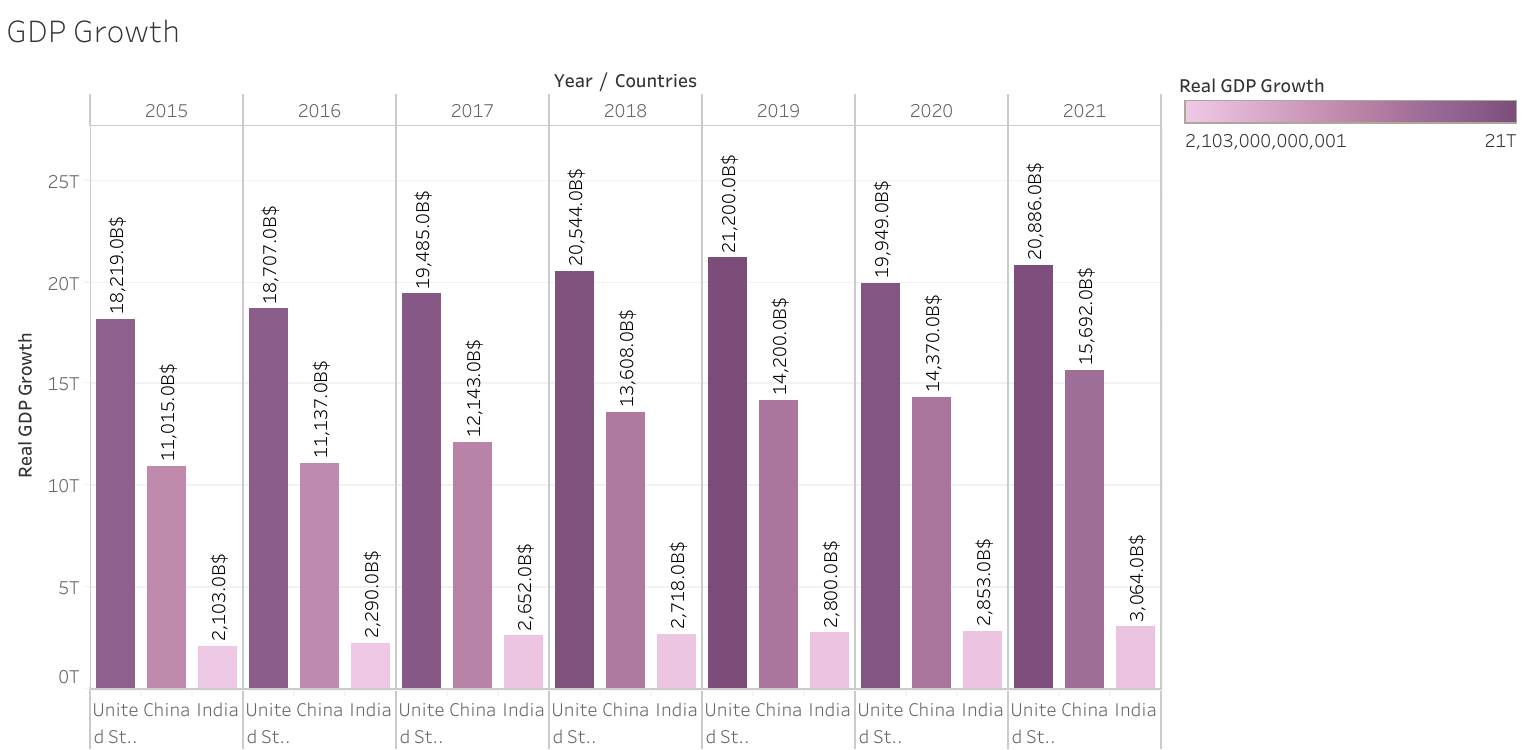 GDP Growth
Year / Countries
Real GDP Growth
2,103,000,000,001 21T
2015 2016 2017 2018 2019 2020 2021
Real GDP Growth
25T
20T
15T
10T
5T
0T
18,219.0B$
11,015.0B$
2,103.0B$
18,707.0B$
11,137.0B$
2,290.0B$
19,485.0B$
12,143.0B$
2,652.0B$
20,544.0B$
13,608.0B$
2,718.0B$
21,200.0B$
14,200.0B$
2,800.0B$
19,949.0B$
14,370.0B$
2,853.0B$
20,886.0B$
15,692.0B$
3,064.0B$
Unite China India Unite China India Unite China India Unite China India Unite China India Unite China India Unite China India
d St.. d St.. d St.. d St.. d St.. d St.. d St..